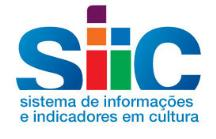 siic
sistema de informações
e indicadores em cultura